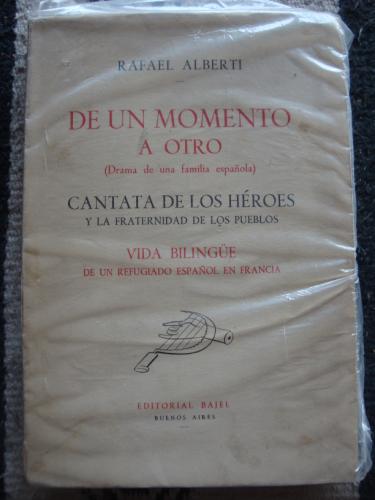 RAFAEL ALBERTI
DE UN MOMENTO
A OTRO
(Drama de una familia española)
CANTATA DE LOS HÉROES
Y LA FRATERNIDAD DE LOS PUEBLOS
VIDA BILINGÜE
DE UN REFUGIADO ESPAÑOL EN FRANCIA
EDITORIAL BAJEL
BUENOS AIRES